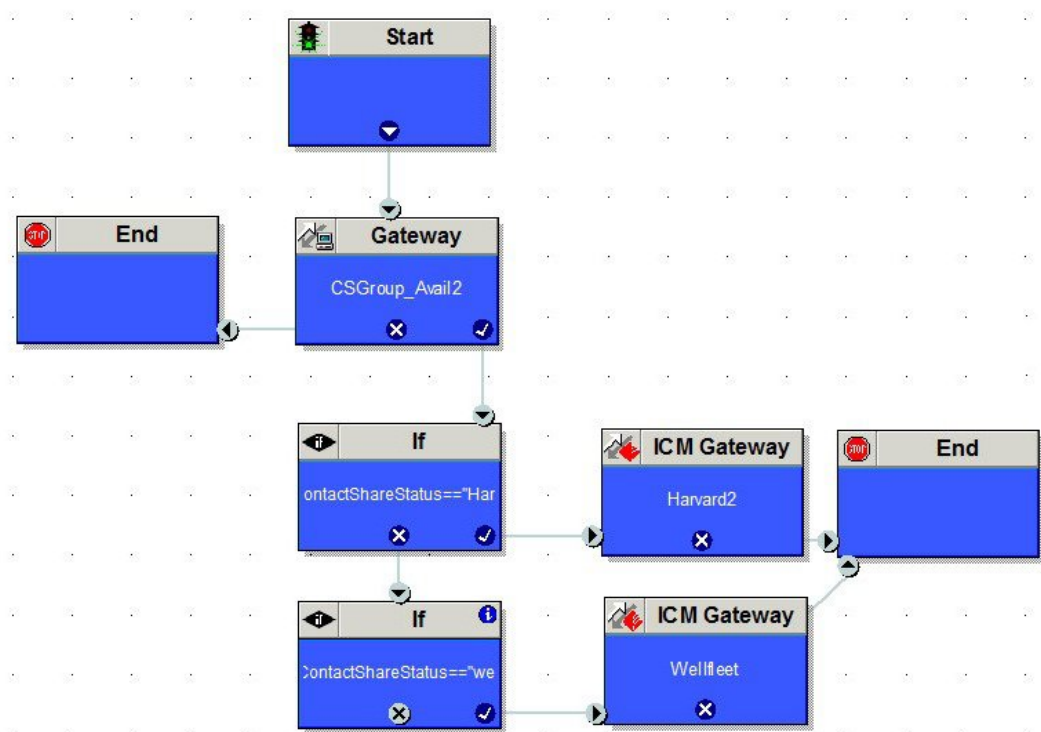 Start
End
Gateway
CSGroup_Avail2
If
ontactShareStatus=="Har
ICM Gateway
Harvard2
End
If
ContactShareStatus=="we
ICM Gateway
Wellfleet